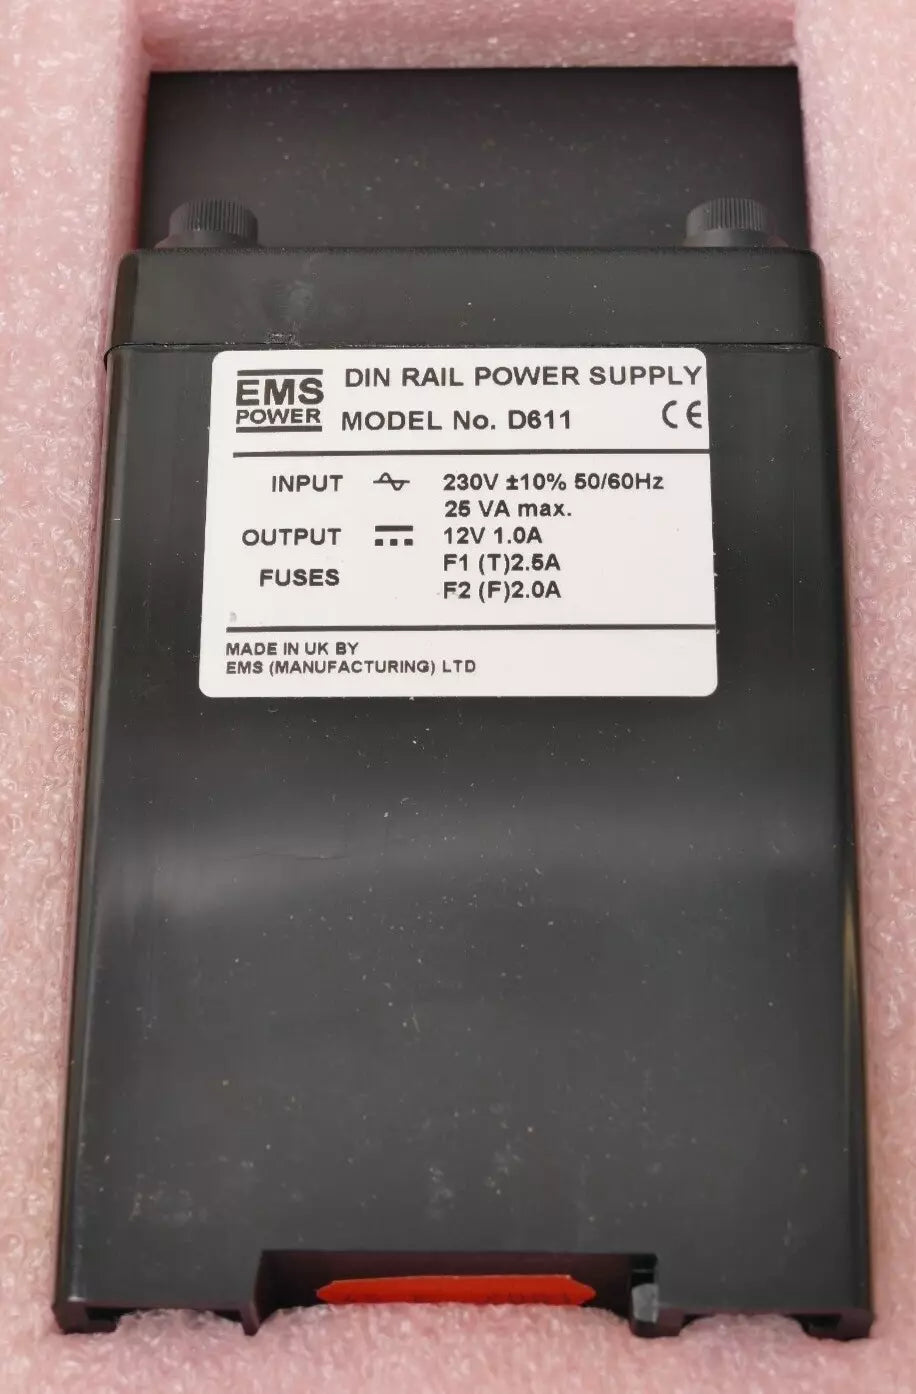 EMS
POWER
DIN RAIL POWER SUPPLY
MODEL No. D611
CE
INPUT 230V ±10% 50/60Hz
25 VA max.
OUTPUT 12V 1.0A
FUSES F1 (T)2.5A
F2 (F)2.0A
MADE IN UK BY
EMS (MANUFACTURING) LTD